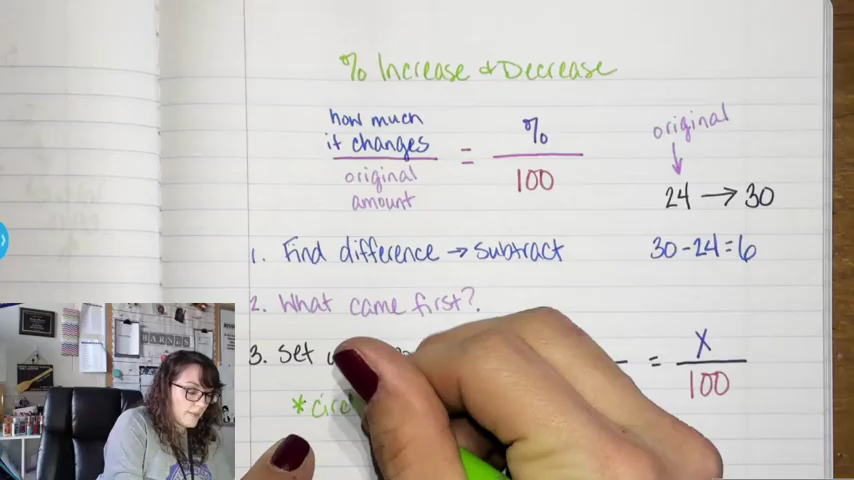 % Increase & Decrease
how much
it changes
original
amount
=
%
100
original
24 → 30
1. Find difference → subtract
30 - 24 = 6
2. What came first?
3. Set
= X
100
*
BARNES